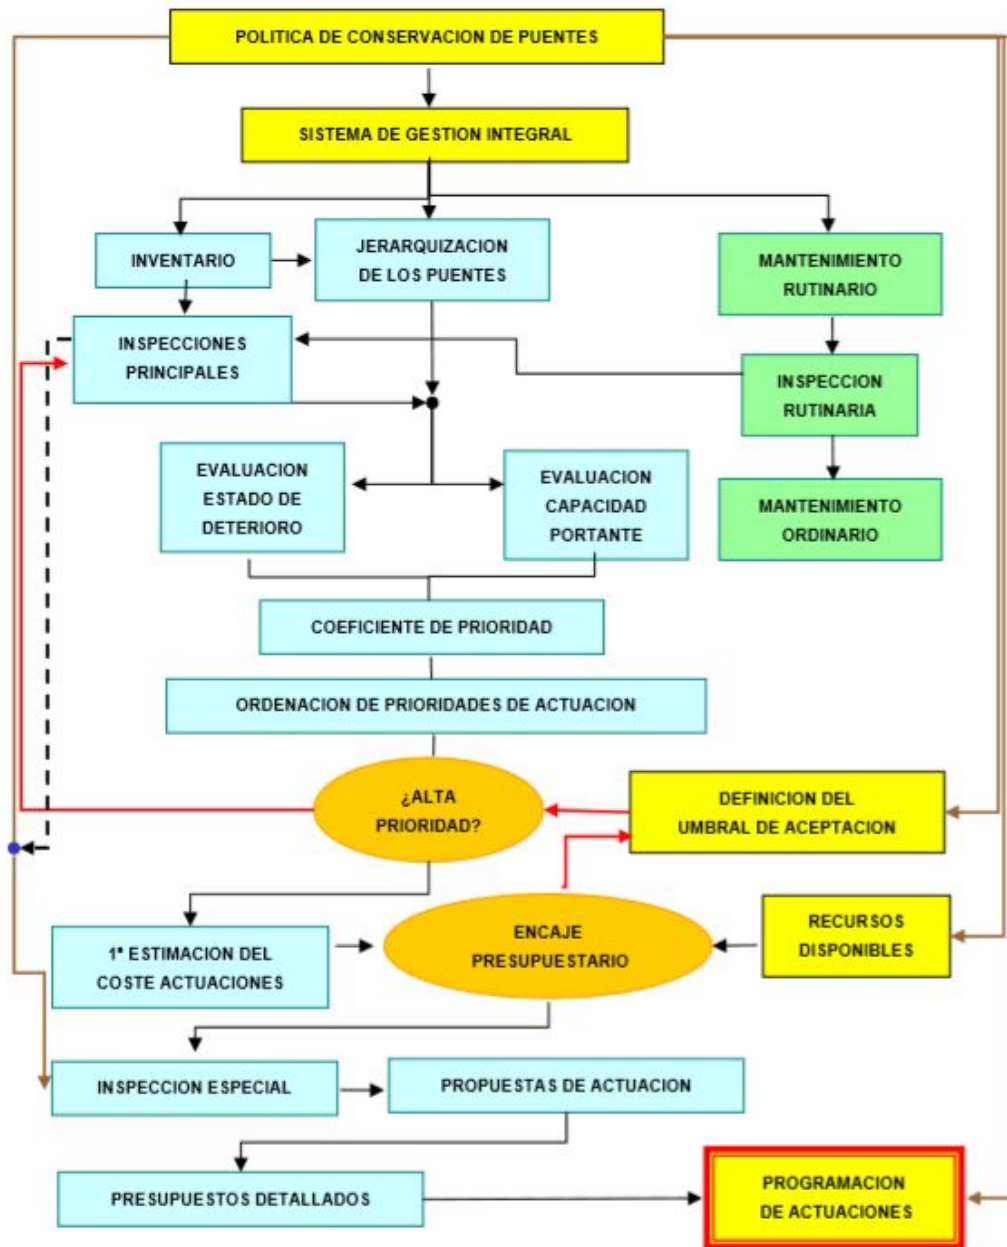 POLITICA DE CONSERVACION DE PUENTES
SISTEMA DE GESTION INTEGRAL
INVENTARIO
JERARQUIZACION
DE LOS PUENTES
MANTENIMIENTO
RUTINARIO
INSPECCIONES
PRINCIPALES
INSPECCION
RUTINARIA
EVALUACION
ESTADO DE
DETERIORO
EVALUACION
CAPACIDAD
PORTANTE
MANTENIMIENTO
ORDINARIO
COEFICIENTE DE PRIORIDAD
ORDENACION DE PRIORIDADES DE ACTUACION
¿ALTA
PRIORIDAD?
DEFINICION DEL
UMBRAL DE ACEPTACION
1ª ESTIMACION DEL
COSTE ACTUACIONES
ENCAJE
PRESUPUESTARIO
RECURSOS
DISPONIBLES
INSPECCION ESPECIAL
PROPUESTAS DE ACTUACION
PRESUPUESTOS DETALLADOS
PROGRAMACION
DE ACTUACIONES